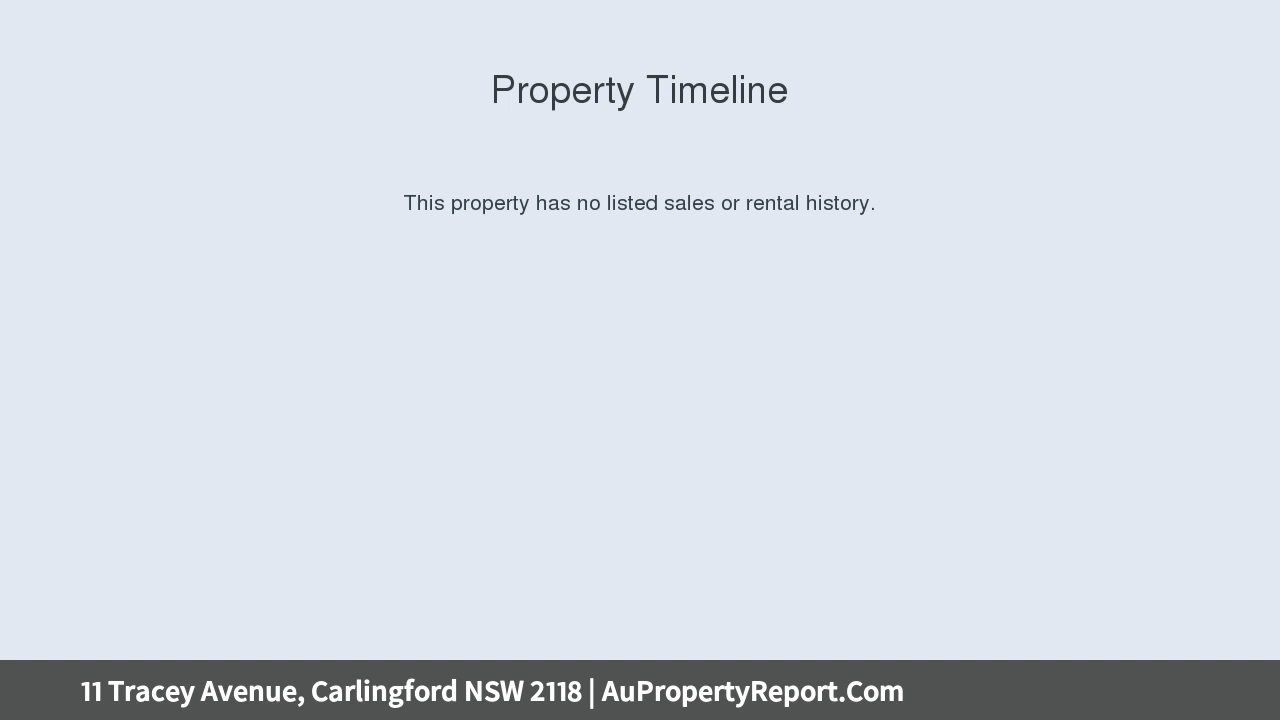 Property Timeline
This property has no listed sales or rental history.
11 Tracey Avenue, Carlingford NSW 2118 | AuPropertyReport.Com